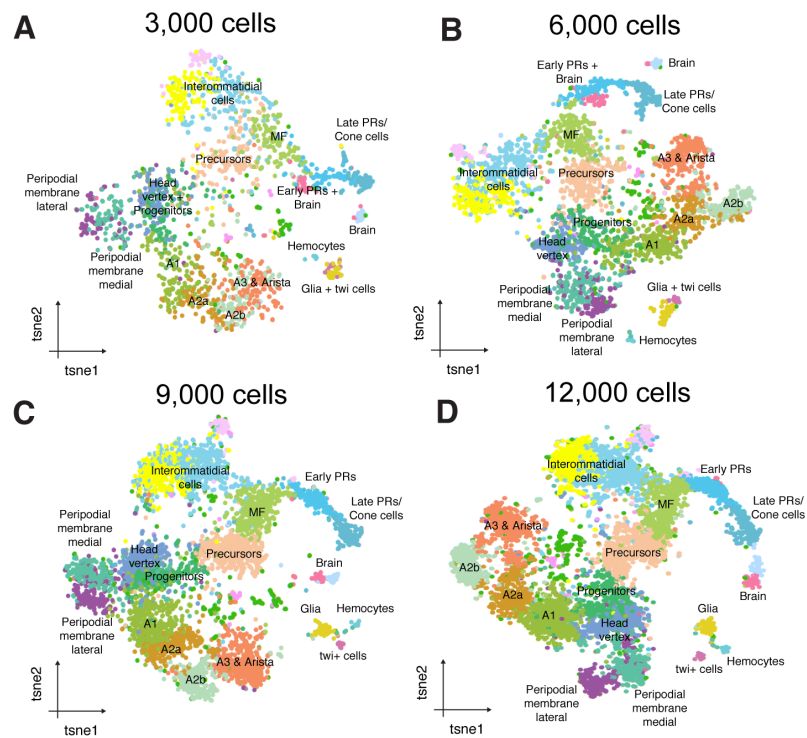 A
3,000 cells
Intermommatidial
cells
MF
Late PRs/
Cone cells
Precursors
Peripodial
membrane
lateral
Head
vertex +
Progenitors
Early PRs +
Brain
Brain
Peripodial
membrane
medial
Hemocytes
A1
A3 & Arista
Glia + twi cells
A2a
A2b
tsne2
tsne1
B
6,000 cells
Early PRs +
Brain
Brain
Late PRs/
Cone cells
MF
A3 & Arista
Precursors
Intermommatidial
cells
A2b
A2a
Progenitors
Head
vertex
A1
Peripodial
membrane
medial
Glia + twi cells
Peripodial
membrane
lateral
Hemocytes
tsne2
tsne1
C
9,000 cells
Interommatidial
cells
Early PRs
Late PRs/
Cone cells
MF
Peripodial
membrane
medial
Head
vertex
Precursors
Progenitors
Brain
Peripodial
membrane
lateral
A1
Glia
Hemocytes
A2a
twi+ cells
A3 & Arista
A2b
tsne2
tsne1
D
12,000 cells
Interommatidial
cells
Early PRs
MF
Late PRs/
Cone cells
A3 & Arista
Precursors
A2b
Brain
A2a
Progenitors
A1
Glia
Head
vertex
twi+ cells
Hemocytes
Peripodial
membrane
lateral
Peripodial
membrane
medial
tsne2
tsne1